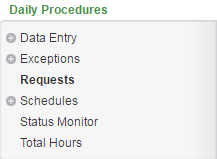 Daily Procedures
Data Entry
Exceptions
Requests
Schedules
Status Monitor
Total Hours